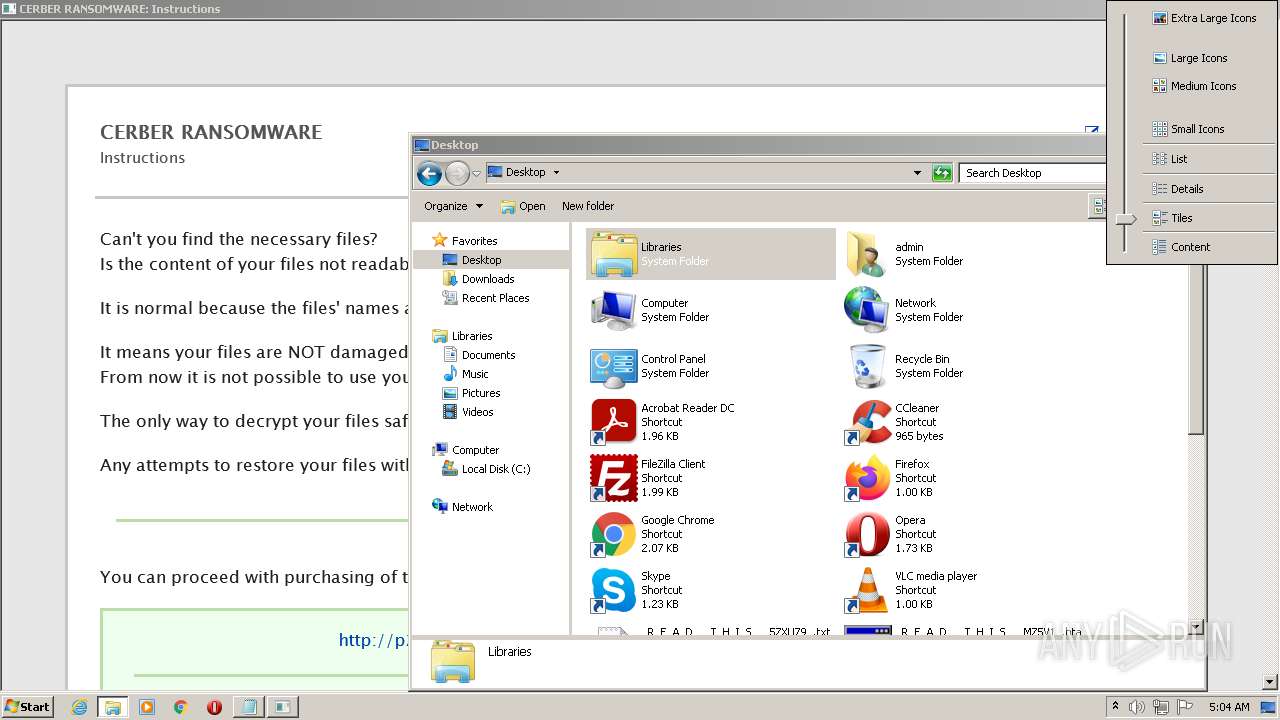 CERBER RANSOMWARE: Instructions
CERBER RANSOMWARE
Instructions
Can't you find the necessary files?
Is the content of your files not readab
It is normal because the files' names a
It means your files are NOT damaged
From now it is not possible to use you
The only way to decrypt your files saf
Any attempts to restore your files with
You can proceed with purchasing of t
http://p
Desktop
Desktop
Search Desktop
Organize
Open
New folder
Favorites
Desktop
Downloads
Recent Places
Libraries
Documents
Music
Pictures
Videos
Computer
Local Disk (C:)
Network
Libraries
System Folder
admin
System Folder
Computer
System Folder
Network
System Folder
Control Panel
System Folder
Recycle Bin
System Folder
Acrobat Reader DC
Shortcut
1.96 KB
CCleaner
Shortcut
965 bytes
FileZilla Client
Shortcut
1.99 KB
Firefox
Shortcut
1.00 KB
Google Chrome
Shortcut
2.07 KB
Opera
Shortcut
1.73 KB
Skype
Shortcut
1.23 KB
VLC media player
Shortcut
1.00 KB
Libraries
Extra Large Icons
Large Icons
Medium Icons
Small Icons
List
Details
Tiles
Content
ANY RUN
Start
5:04 AM